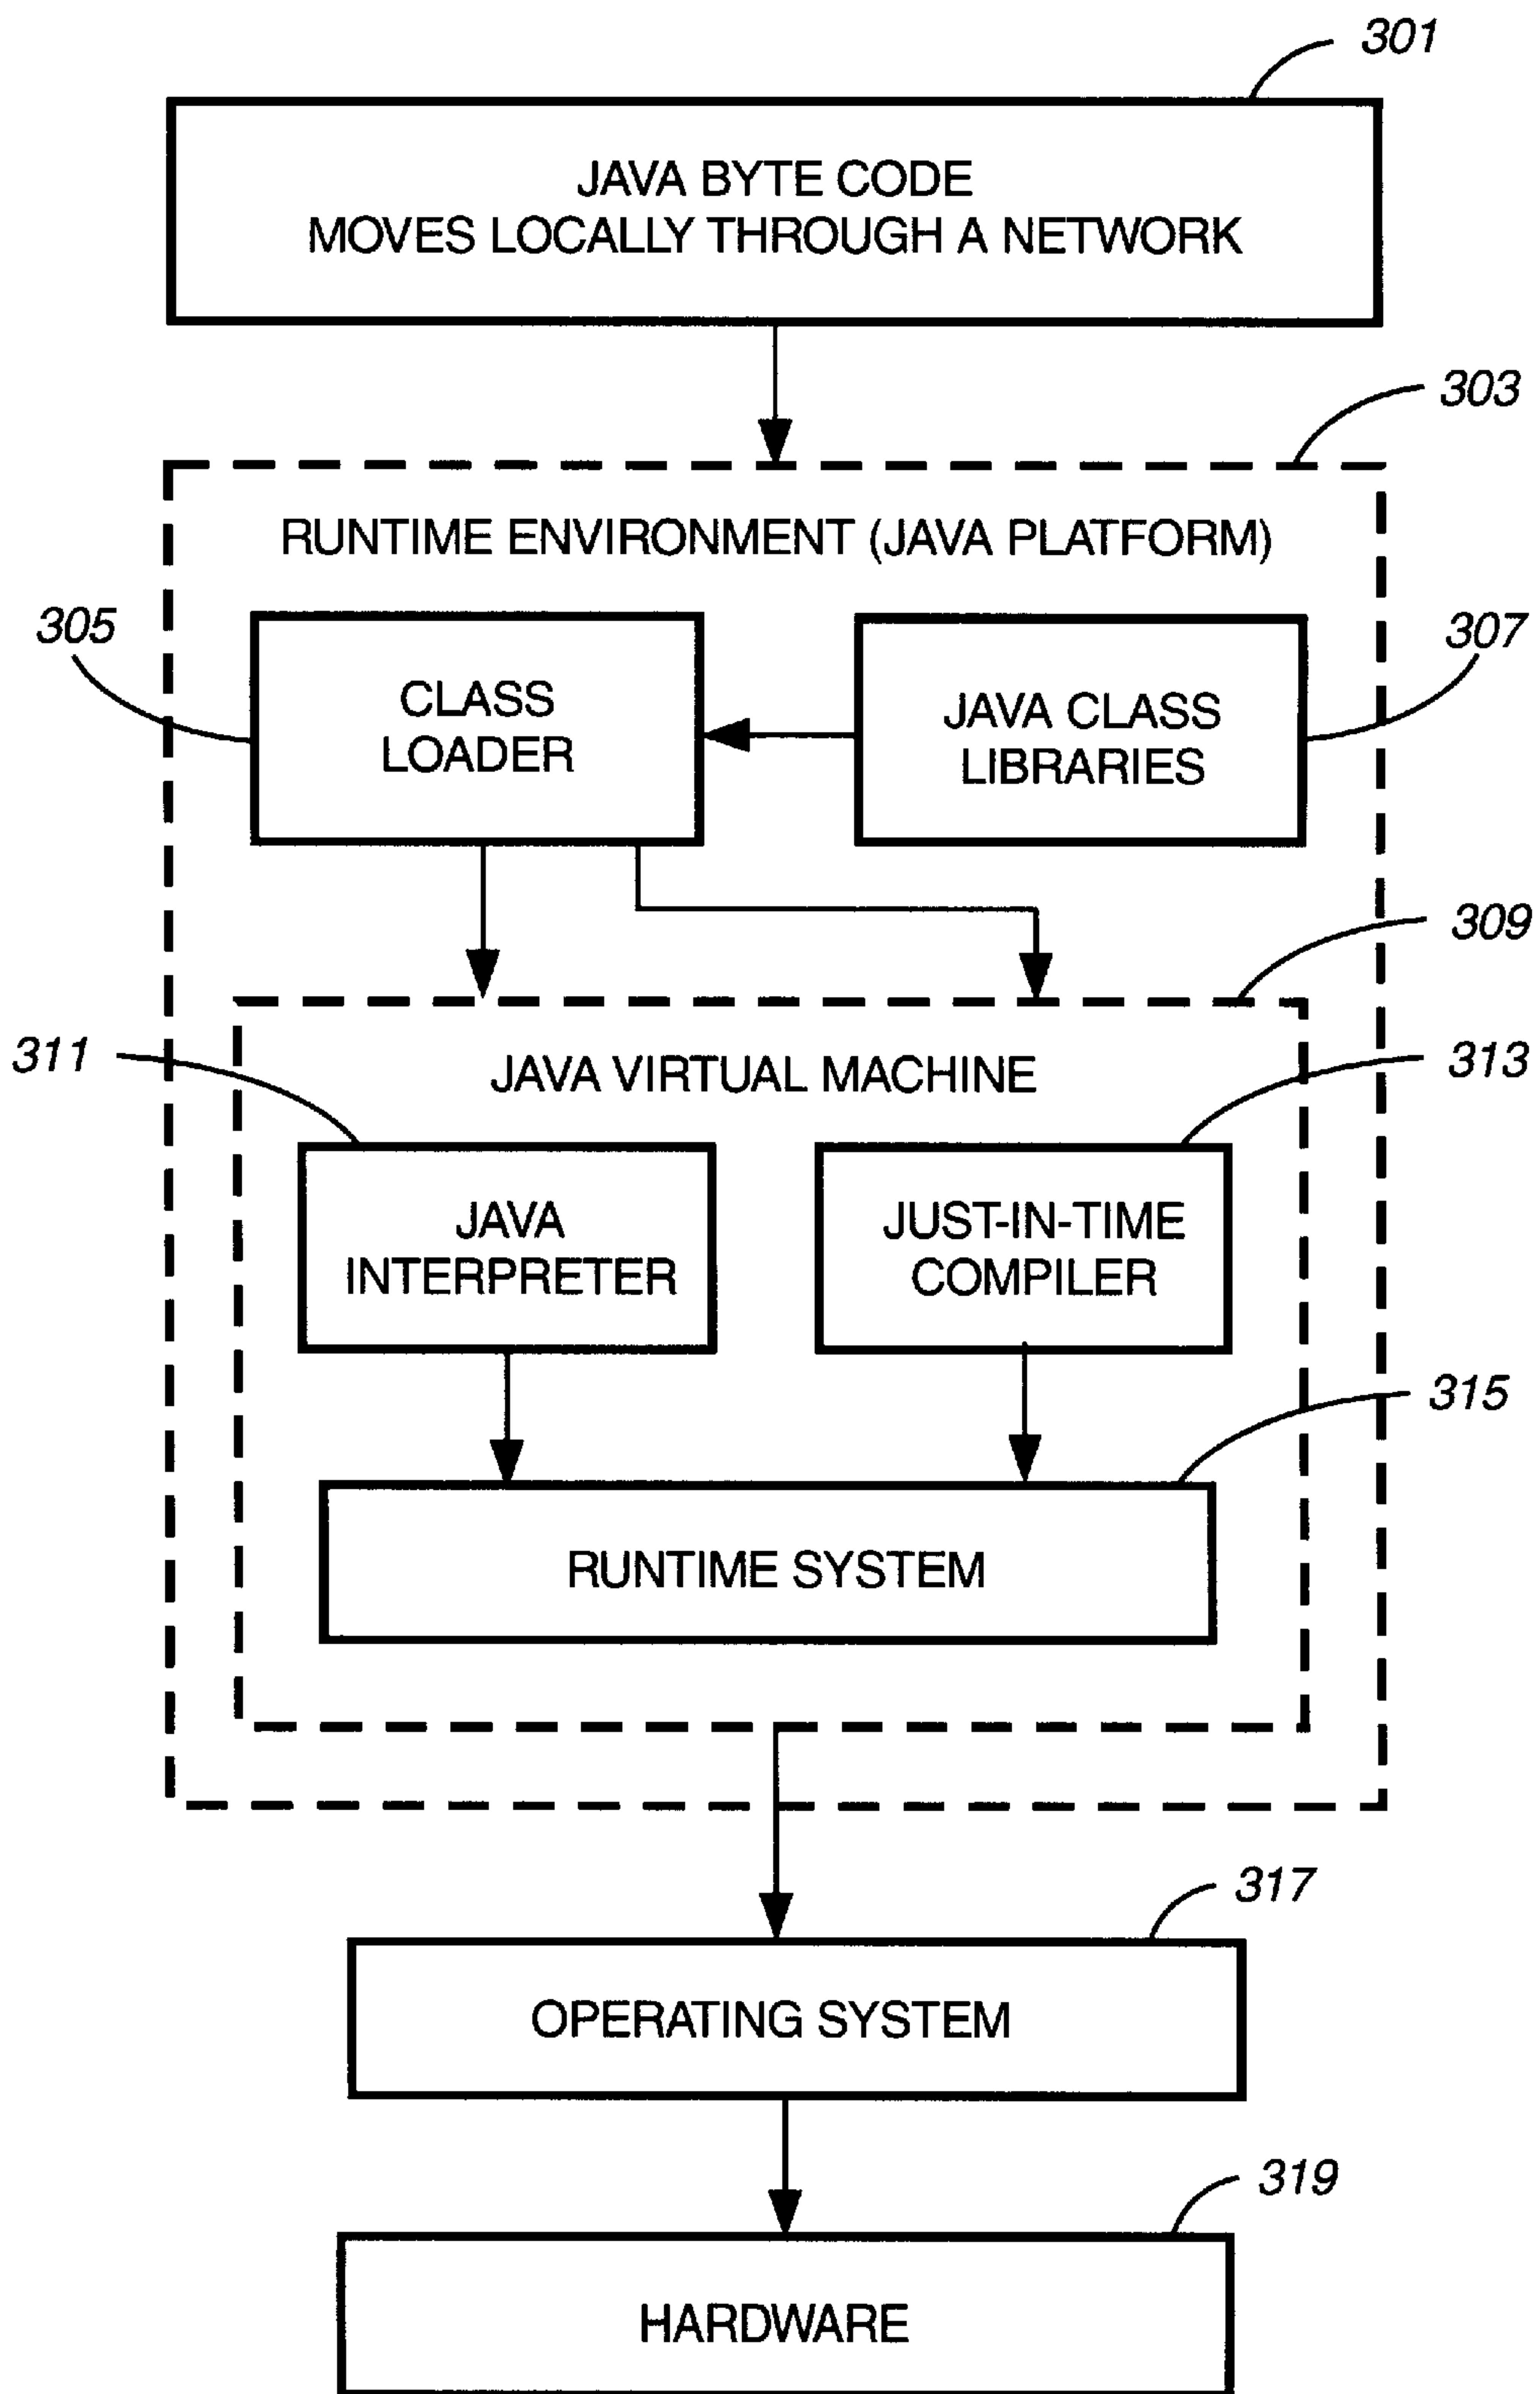 301
JAVA BYTE CODE
MOVES LOCALLY THROUGH A NETWORK
303
RUNTIME ENVIRONMENT (JAVA PLATFORM)
305
CLASS
LOADER
307
JAVA CLASS
LIBRARIES
309
JAVA VIRTUAL MACHINE
311
JAVA
INTERPRETER
313
JUST-IN-TIME
COMPILER
315
RUNTIME SYSTEM
317
OPERATING SYSTEM
319
HARDWARE